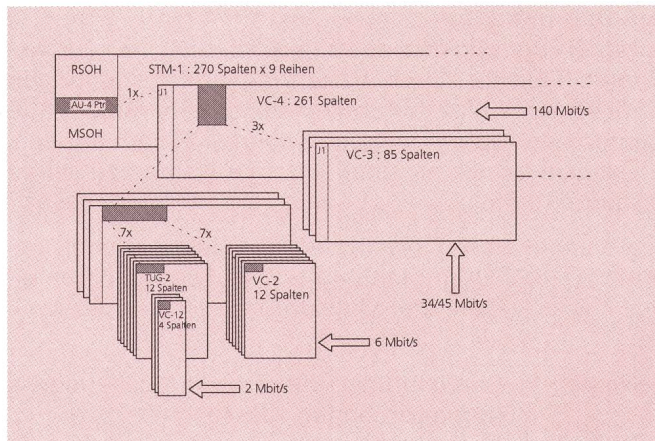 RSOH
STM-1 : 270 Spalten x 9 Reihen
1x
J1
VC-4 : 261 Spalten
AU-4 Ptr
140 Mbit/s
MSOH
3x
J1
VC-3 : 85 Spalten
7x
7x
TUG-2
12 Spalten
VC-2
12 Spalten
VC-12
4 Spalten
34/45 Mbit/s
6 Mbit/s
2 Mbit/s